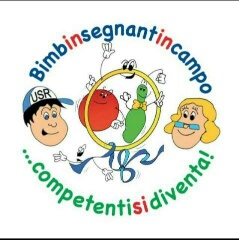 Bimbinsegnantincampo
USR
...competentisidiventa!